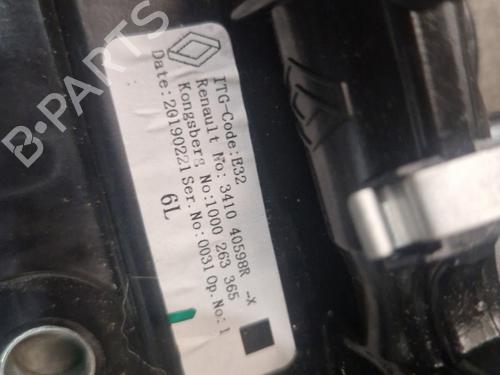 B-PARTS
ITG-Code:E32
Renault No: 3410 40598R -X
Kongsberg No:1000 263 365
Date: 20190221 Ser.No:0031 Op.No: 1
6L